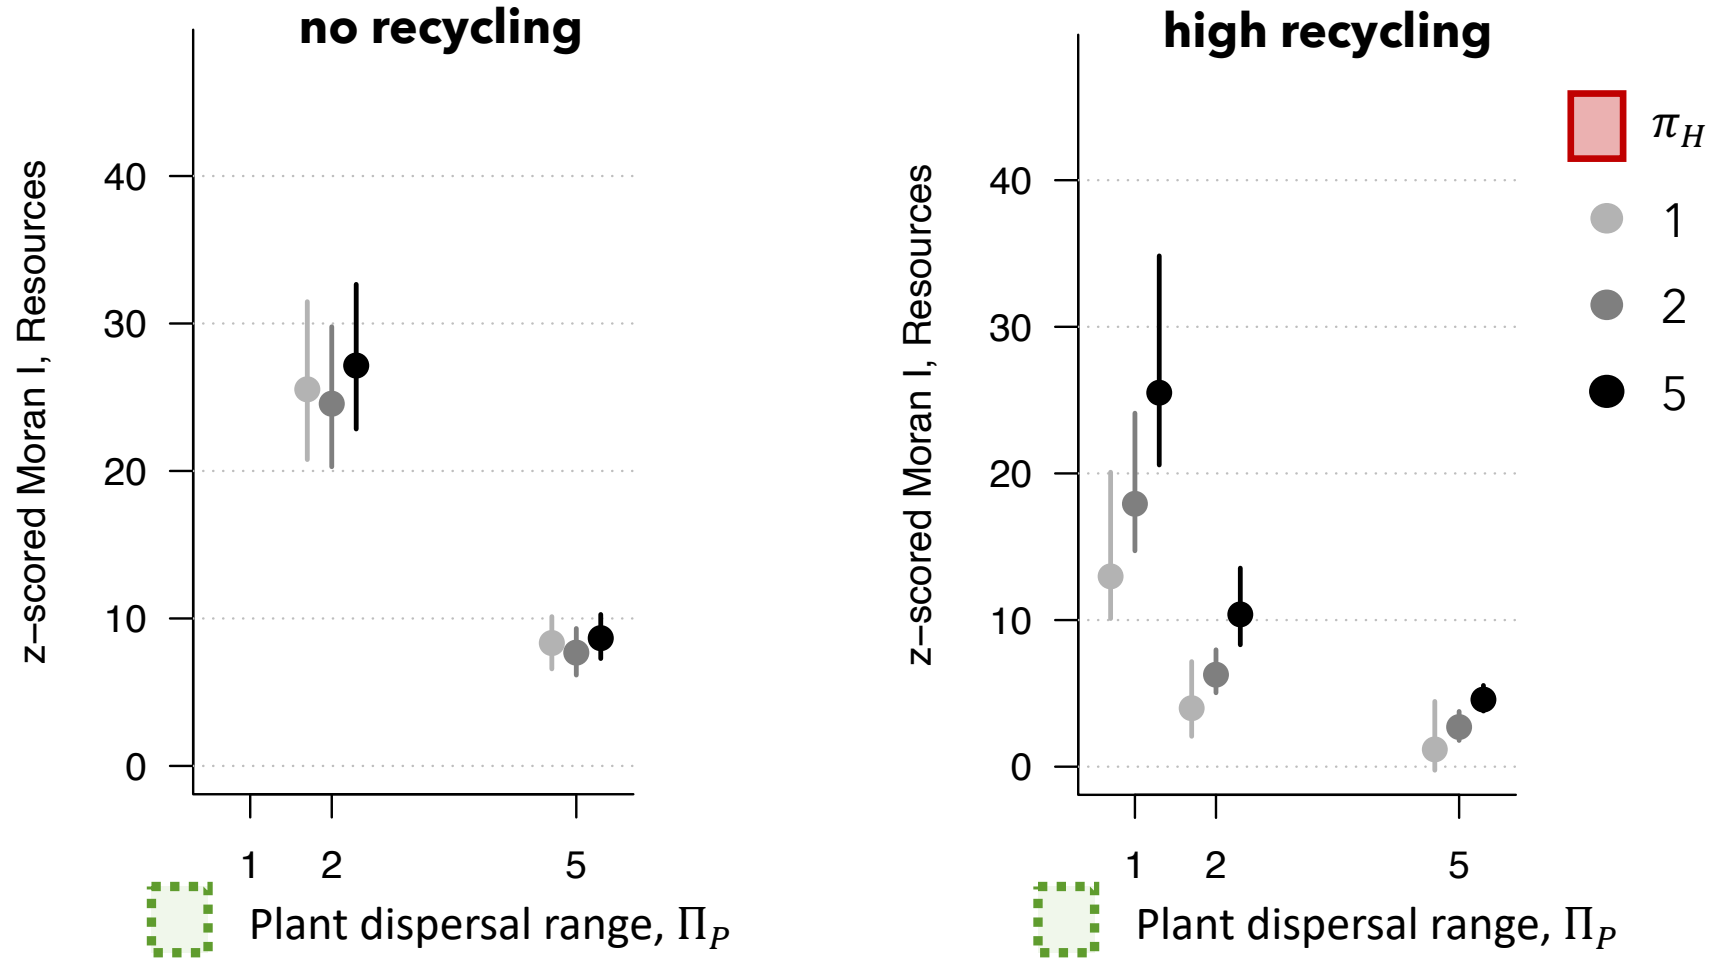 no recycling
z–scored Moran I, Resources
40
30
20
10
0
1 2 5
Plant dispersal range, Π_P
high recycling
z–scored Moran I, Resources
40
30
20
10
0
1 2 5
Plant dispersal range, Π_P
π_H
1
2
5